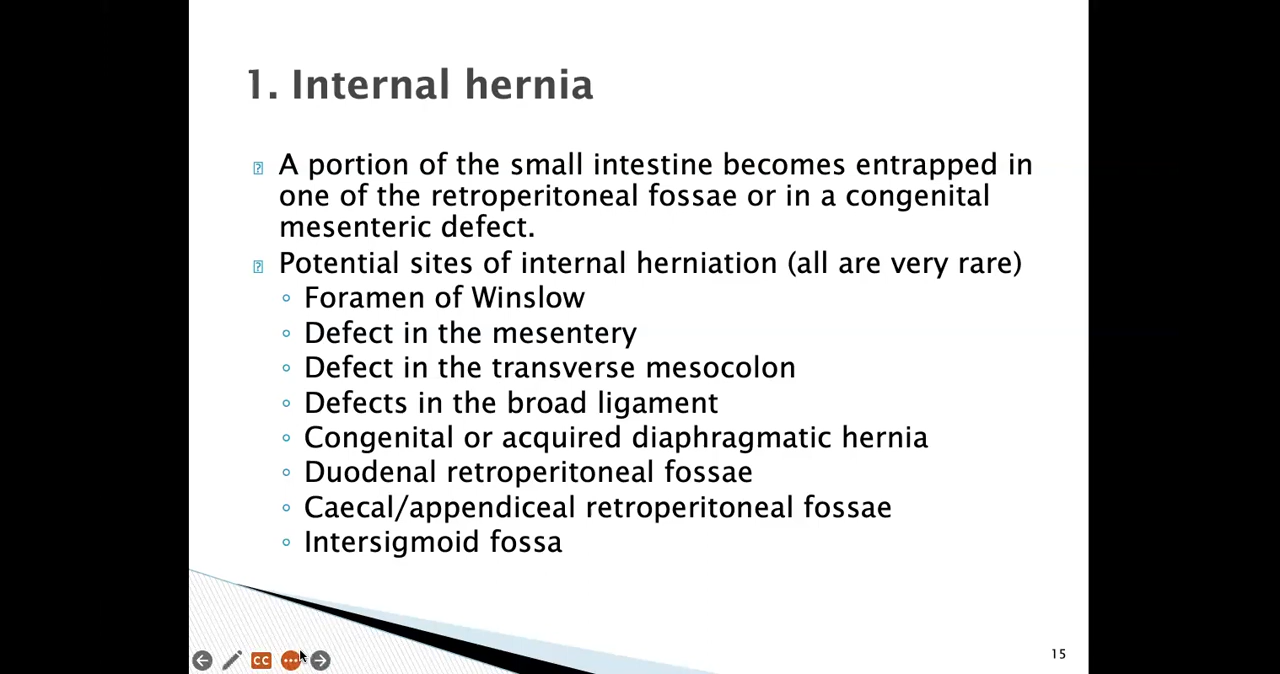 1. Internal hernia
A portion of the small intestine becomes entrapped in
one of the retroperitoneal fossae or in a congenital
mesenteric defect.
Potential sites of internal herniation (all are very rare)
Foramen of Winslow
Defect in the mesentery
Defect in the transverse mesocolon
Defects in the broad ligament
Congenital or acquired diaphragmatic hernia
Duodenal retroperitoneal fossae
Caecal/appendiceal retroperitoneal fossae
Intersigmoid fossa
CC
15